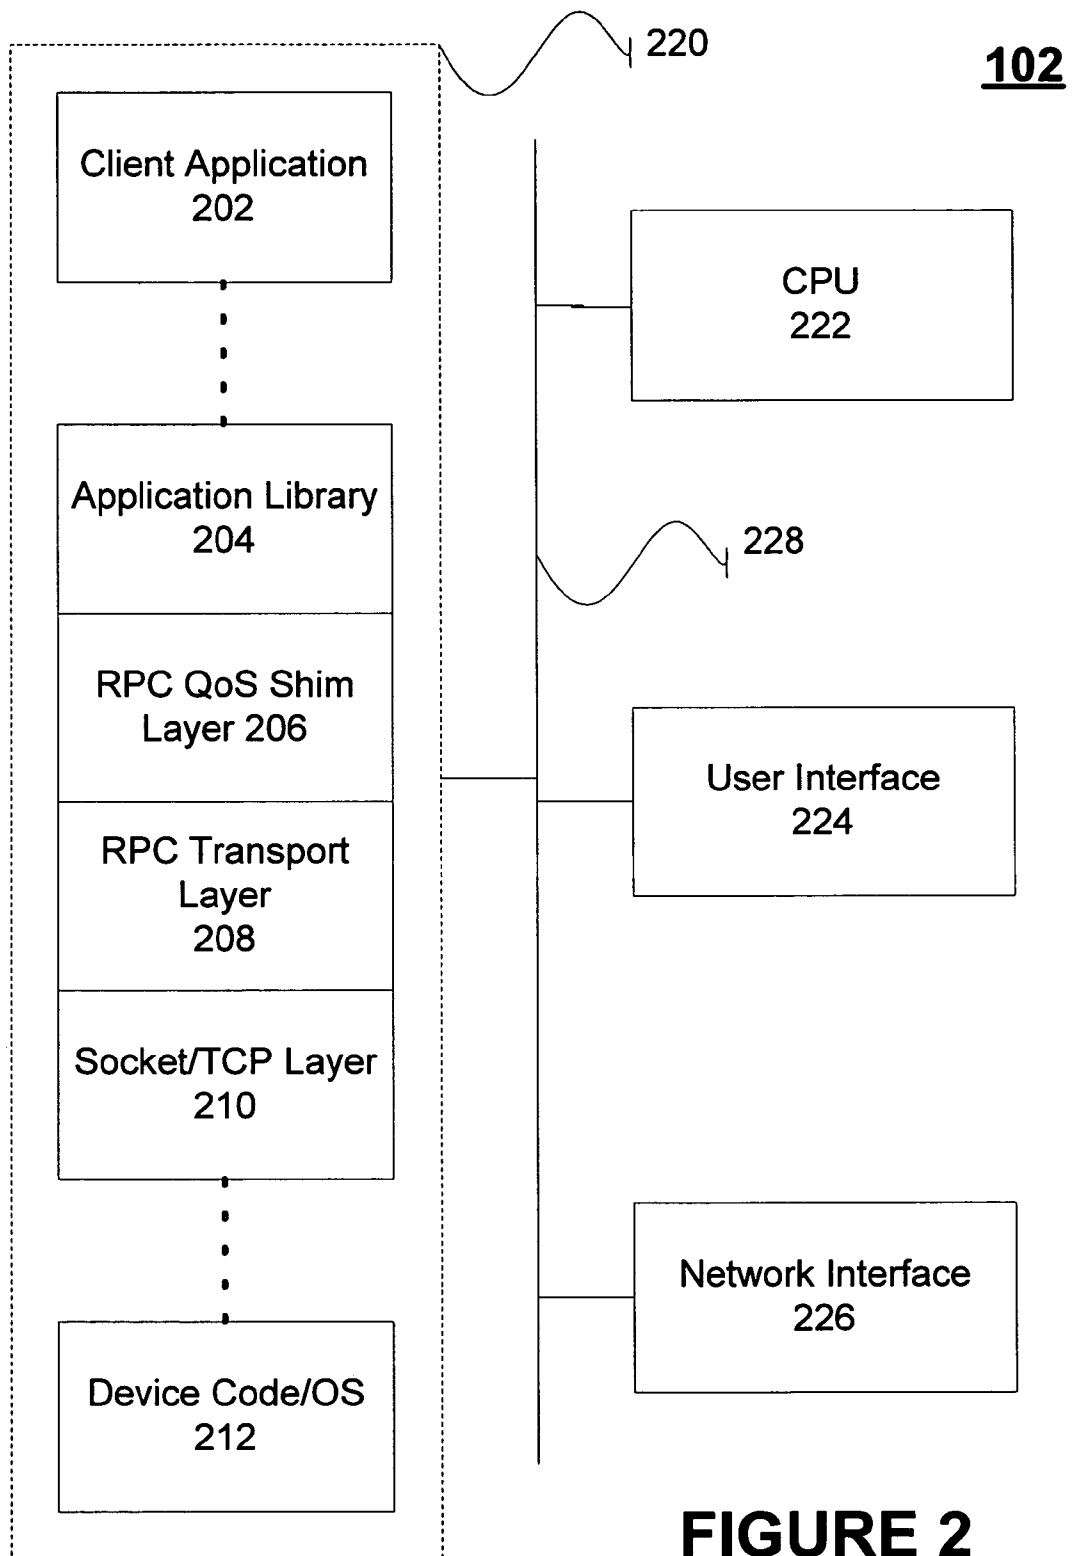 220
102
Client Application
202
CPU
222
Application Library
204
228
RPC QoS Shim
Layer 206
User Interface
224
RPC Transport
Layer
208
Socket/TCP Layer
210
Network Interface
226
Device Code/OS
212
FIGURE 2